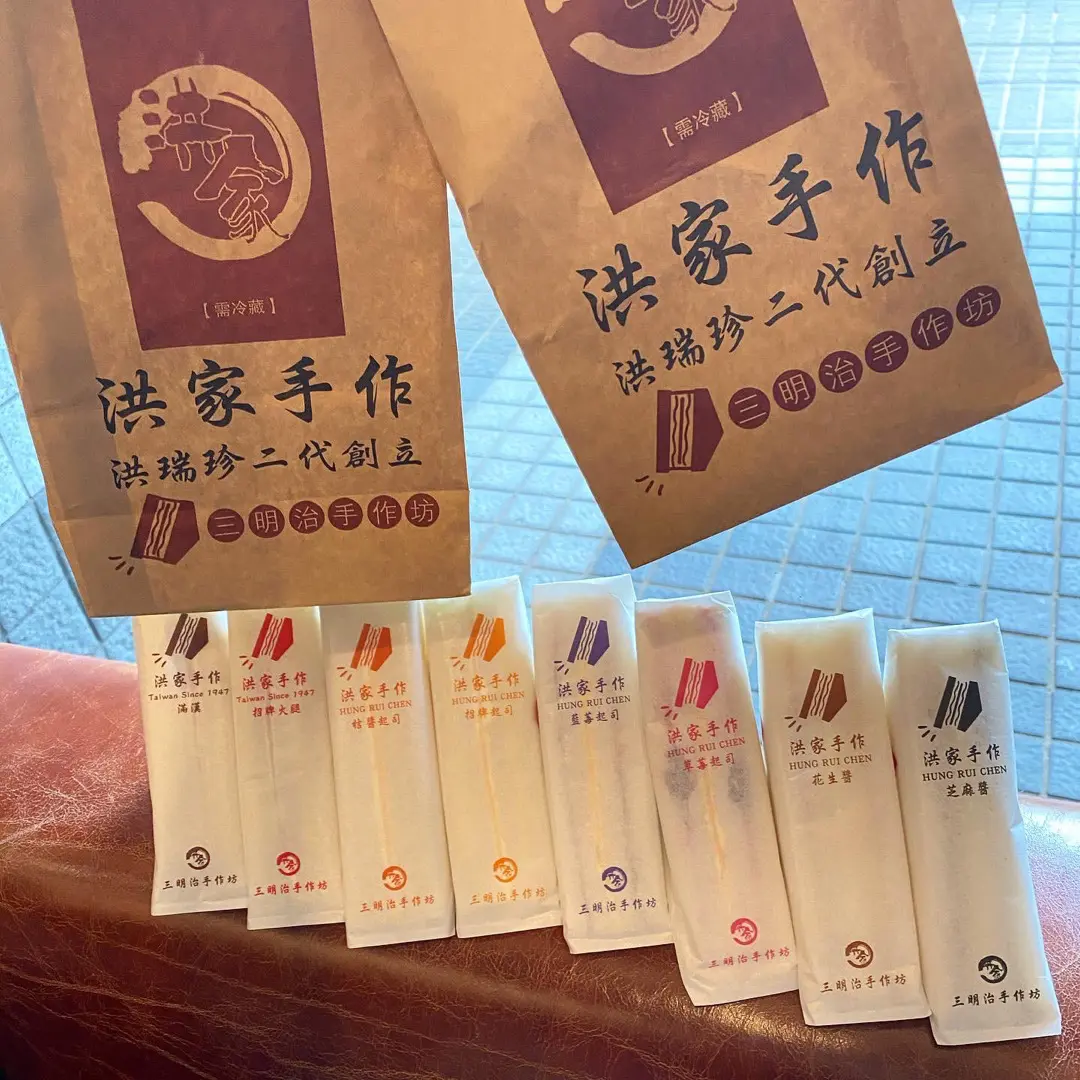 洪家
【需冷藏】
洪家手作
洪瑞珍二代創立
三明治手作坊
家
【需冷藏】
洪家手作
洪瑞珍二代創立
三明治手作坊
洪家手作
Taiwan Since 1947
滿漢
三明治手作坊
洪家手作
Taiwan Since 1947
招牌火腿
三明治手作坊
洪家手作
HUNG RUI CHEN
桔醬起司
三明治手作坊
洪家手作
HUNG RUI CHEN
招牌起司
三明治手作坊
洪家手作
HUNG RUI CHEN
藍莓起司
三明治手作坊
洪家手作
HUNG RUI CHEN
草莓起司
三明治手作坊
洪家手作
HUNG RUI CHEN
花生醬
三明治手作坊
洪家手作
HUNG RUI CHEN
芝麻醬
三明治手作坊